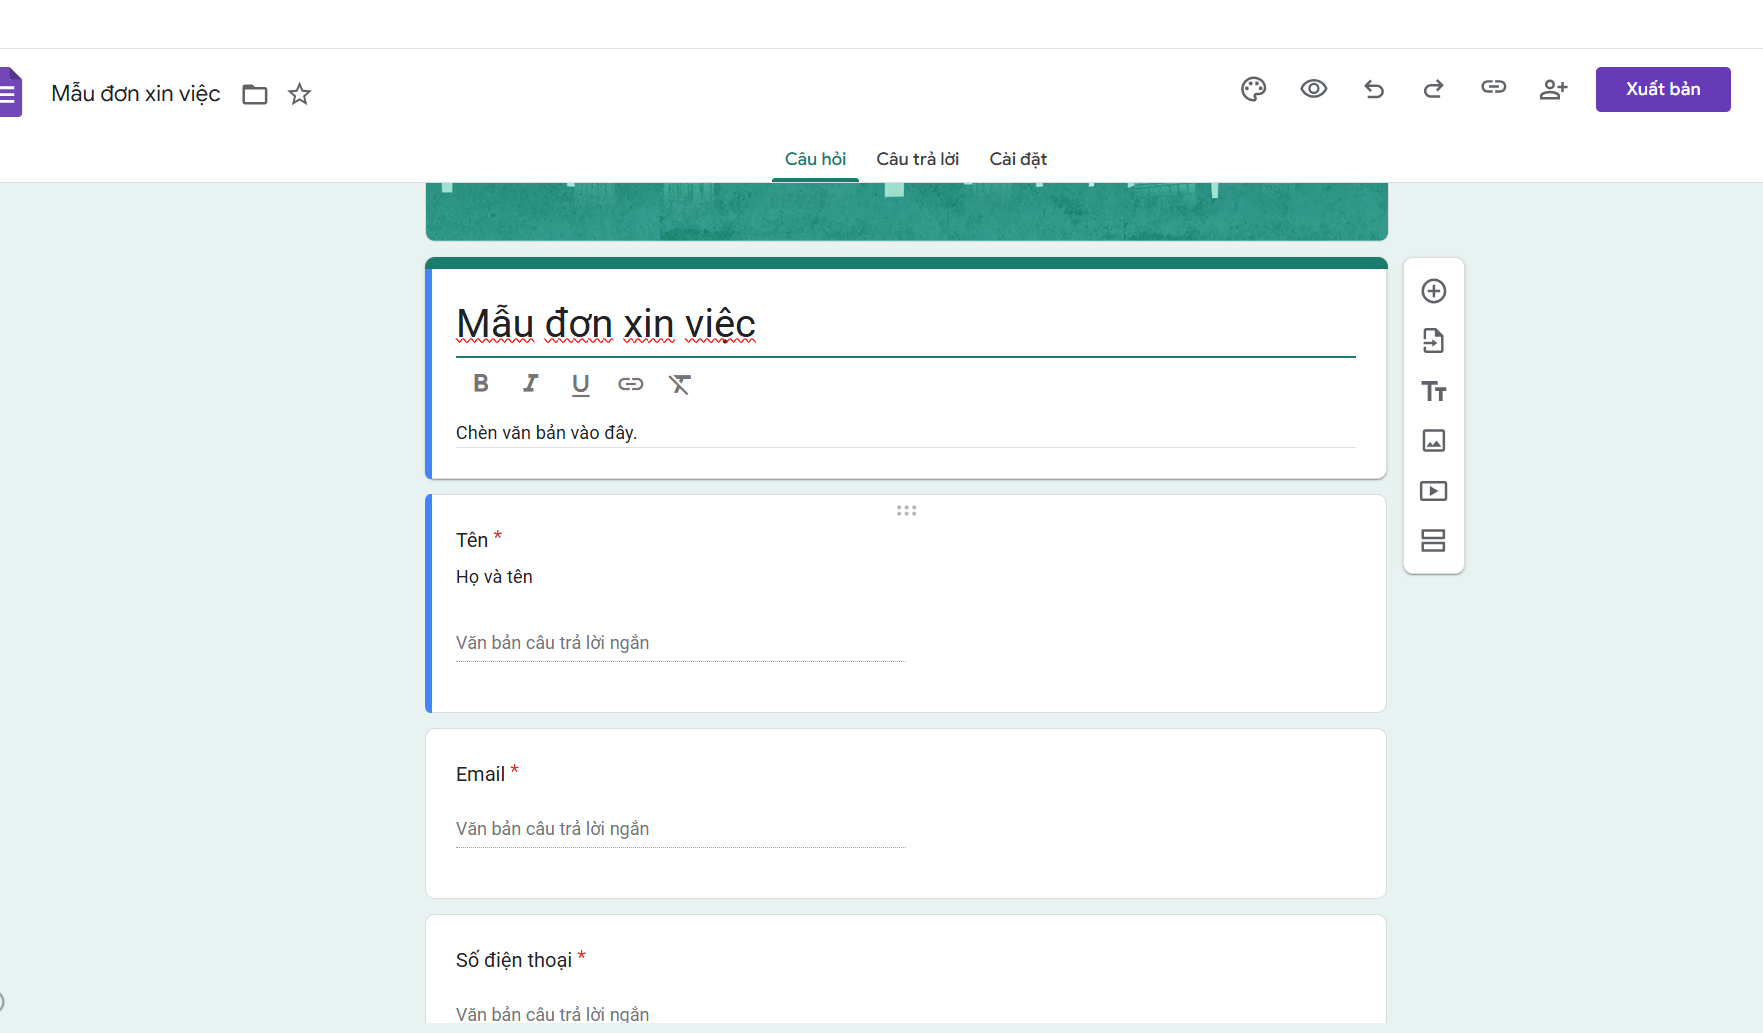 Mẫu đơn xin việc
Xuất bản
Câu hỏi Câu trả lời Cài đặt
Mẫu đơn xin việc
Chèn văn bản vào đây.
Tên *
Họ và tên
Văn bản câu trả lời ngắn
Email *
Văn bản câu trả lời ngắn
Số điện thoại *
Văn bản câu trả lời ngắn